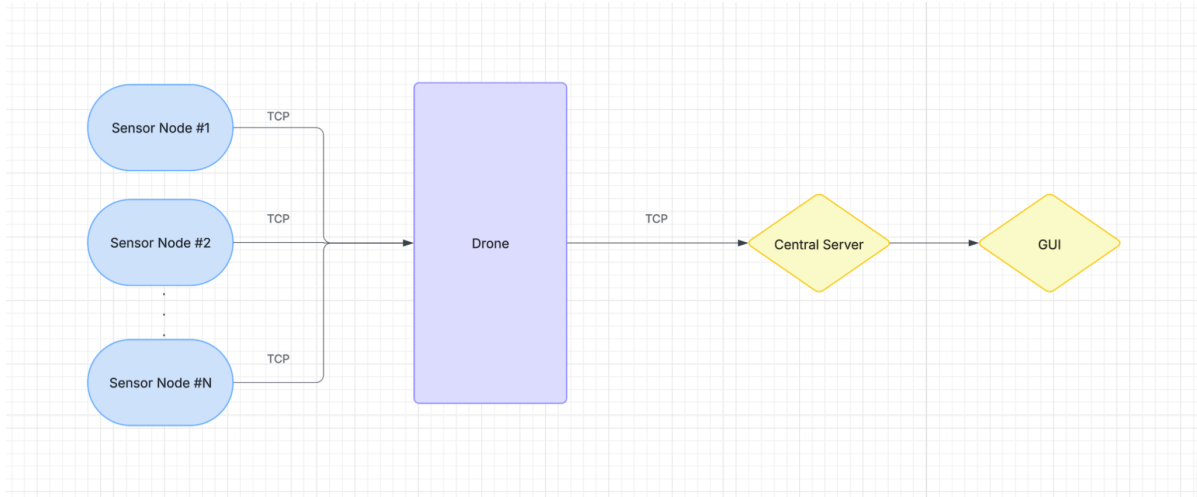 TCP
Sensor Node #1
TCP
Sensor Node #2
TCP
Sensor Node #N
Drone
TCP
Central Server
GUI